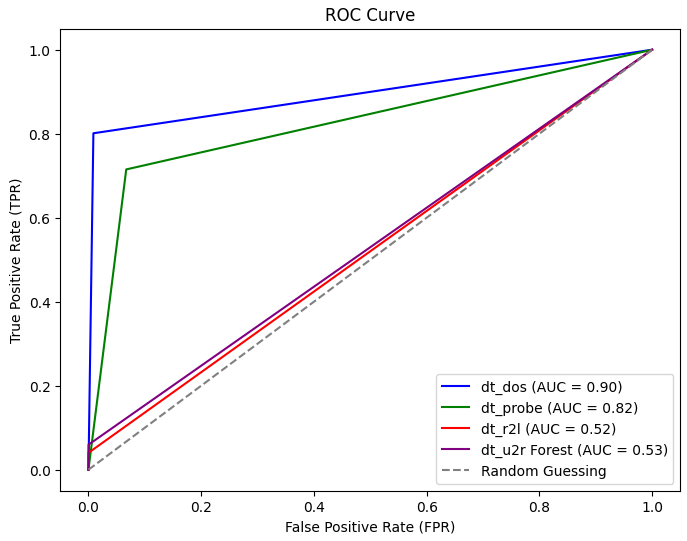 ROC Curve
True Positive Rate (TPR)
1.0
0.8
0.6
0.4
0.2
0.0
dt_dos (AUC = 0.90)
dt_probe (AUC = 0.82)
dt_r2l (AUC = 0.52)
dt_u2r Forest (AUC = 0.53)
Random Guessing
0.0 0.2 0.4 0.6 0.8 1.0
False Positive Rate (FPR)